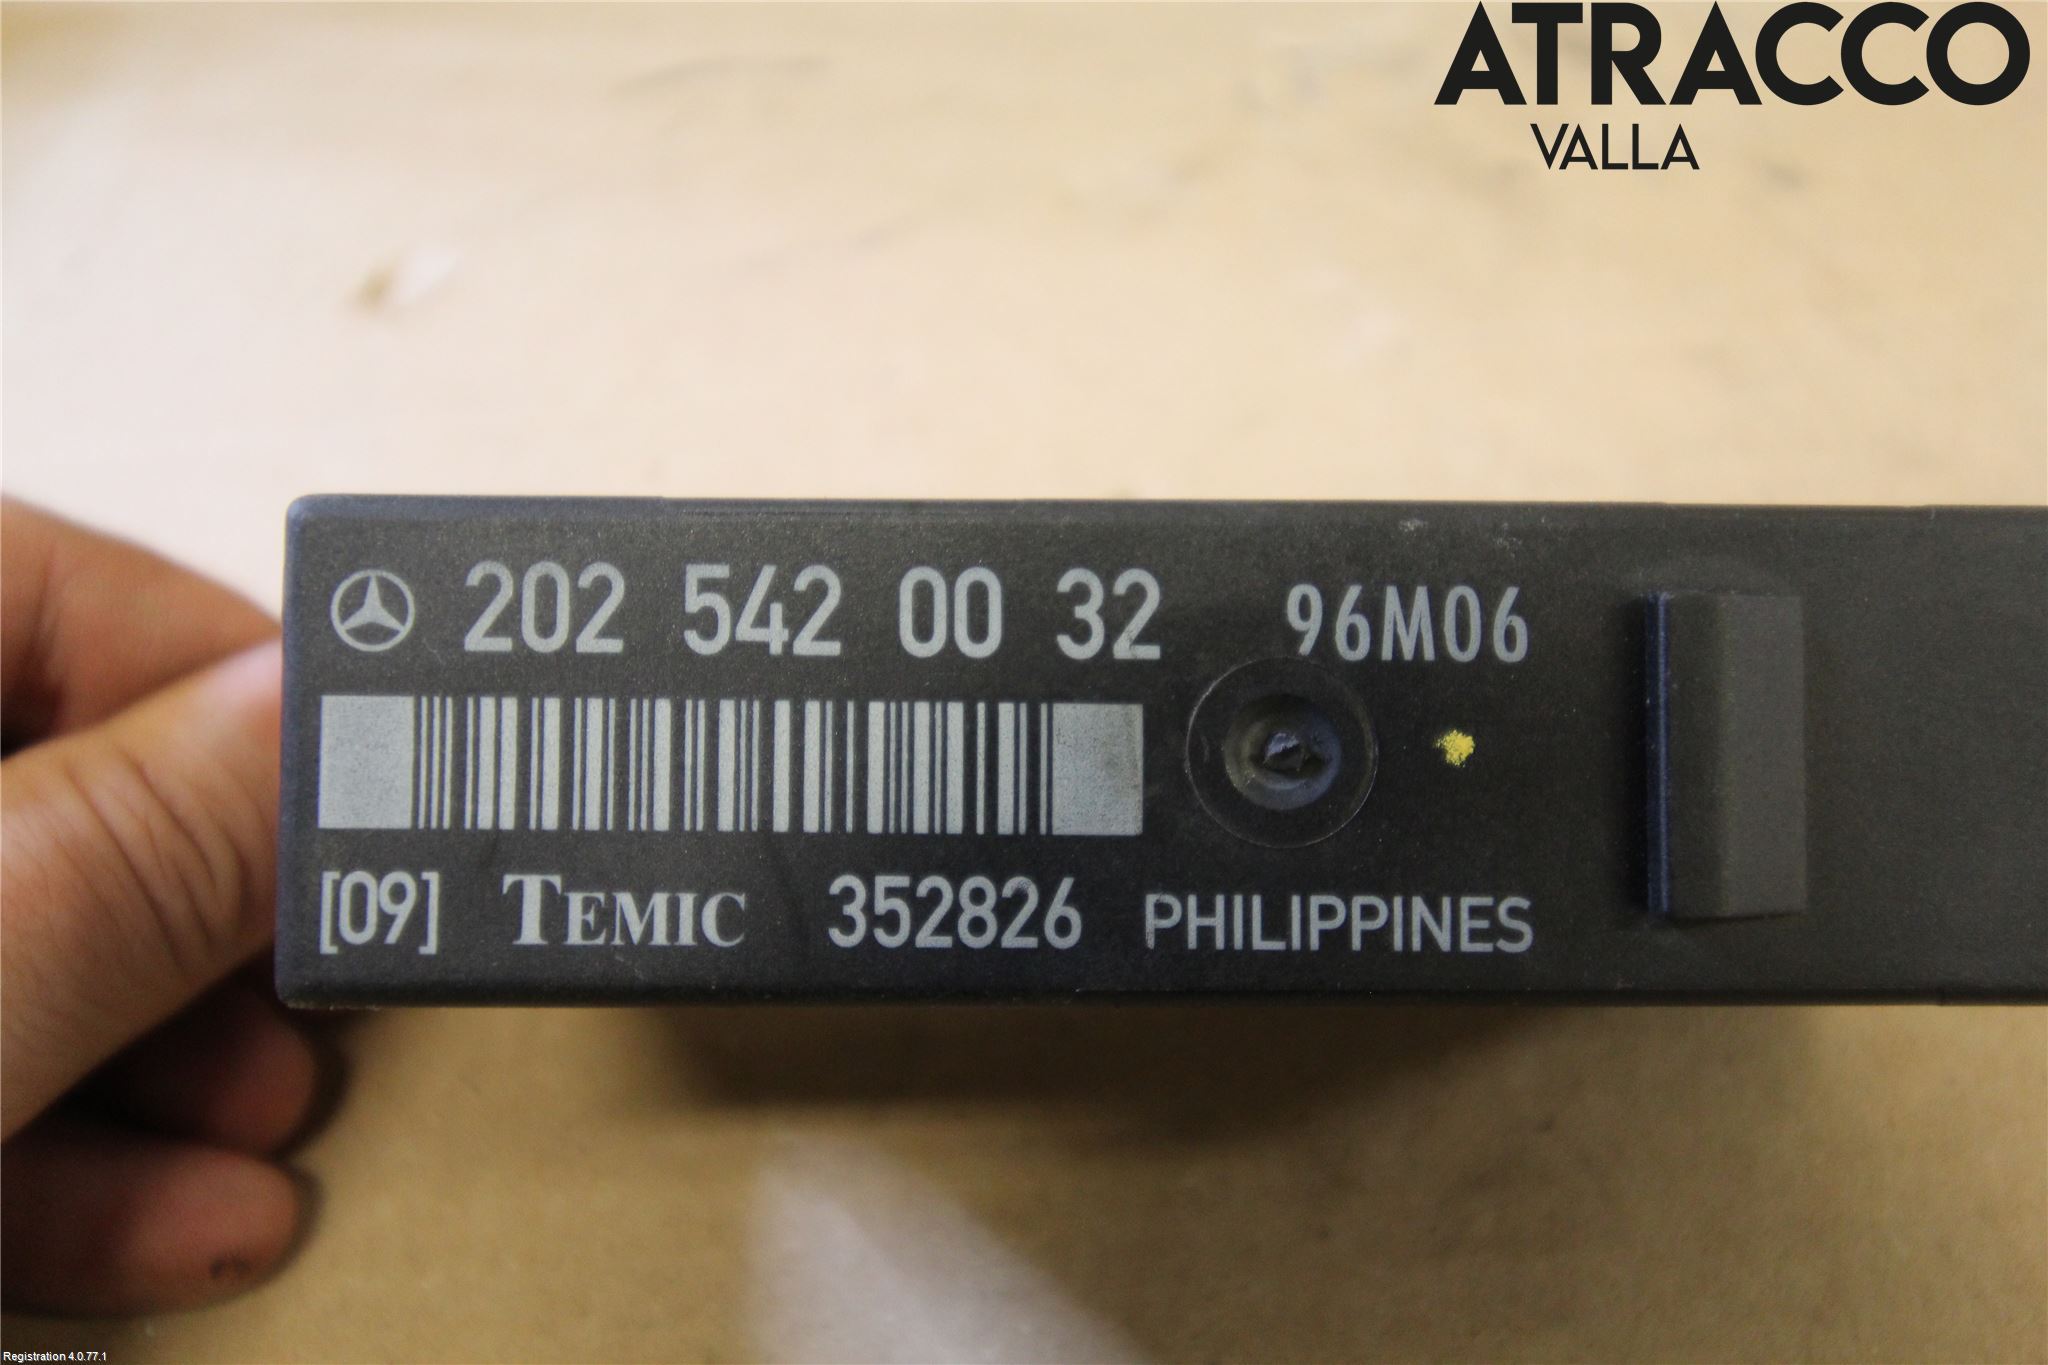 ATRACCO
VALLA
202 542 00 32 96M06
[09] TEMIC 352826 PHILIPPINES
Registration 4.0.77.1